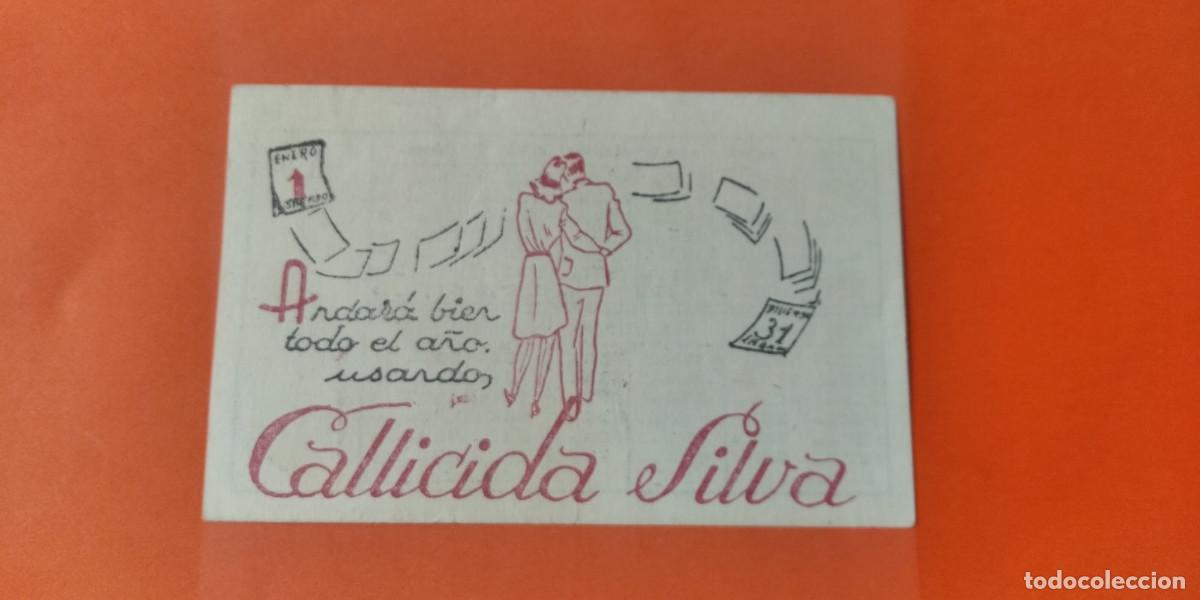 ENERO
1
Andará bien
todo el año.
usando,
Callicida Silva
31
todocoleccion